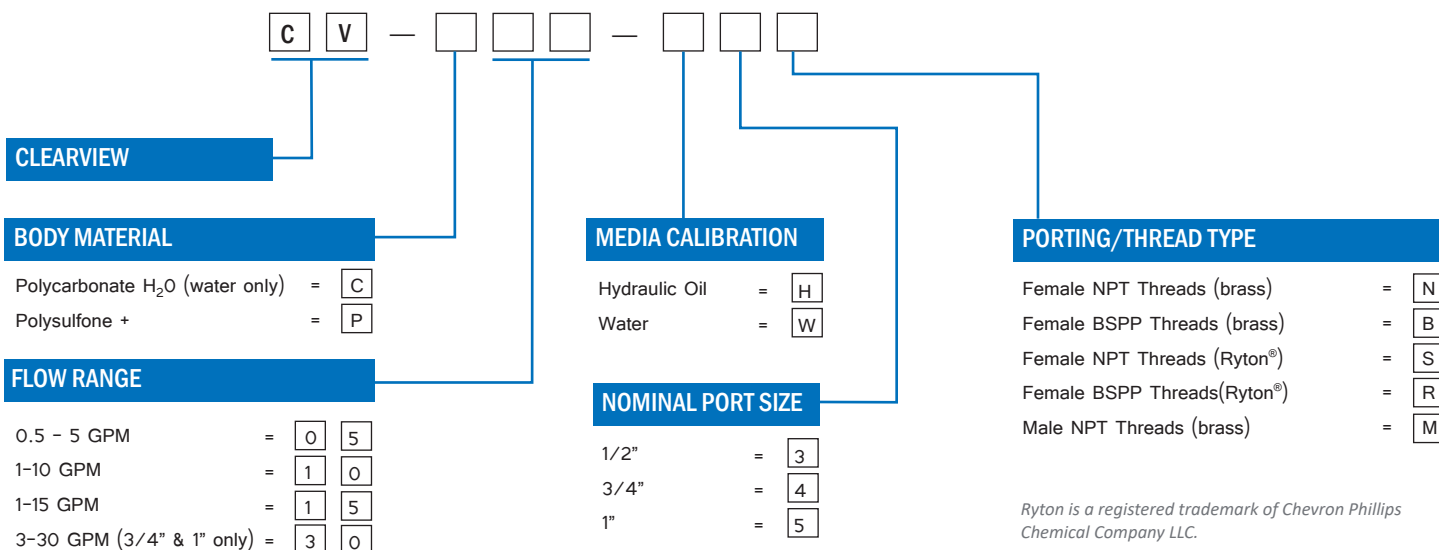 C V — —
CLEARVIEW
BODY MATERIAL
Polycarbonate H₂O (water only) = C
Polysulfone + = P
FLOW RANGE
0.5 - 5 GPM = 0 5
1-10 GPM = 1 0
1-15 GPM = 1 5
3-30 GPM (3/4" & 1" only) = 3 0
MEDIA CALIBRATION
Hydraulic Oil = H
Water = W
NOMINAL PORT SIZE
1/2" = 3
3/4" = 4
1" = 5
PORTING/THREAD TYPE
Female NPT Threads (brass) = N
Female BSPP Threads (brass) = B
Female NPT Threads (Ryton®) = S
Female BSPP Threads(Ryton®) = R
Male NPT Threads (brass) = M
Ryton is a registered trademark of Chevron Phillips
Chemical Company LLC.